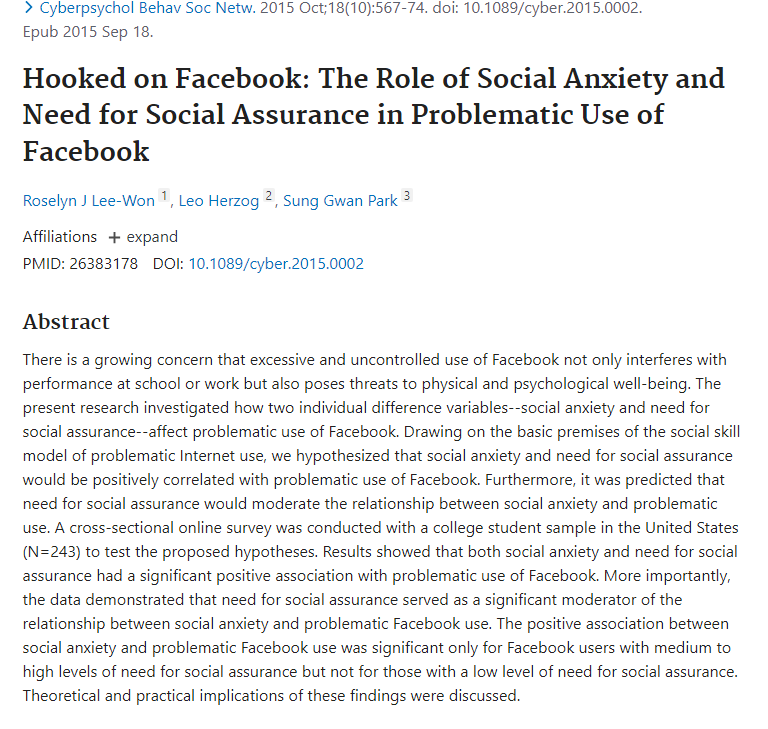 > Cyberpsychol Behav Soc Netw. 2015 Oct;18(10):567-74. doi: 10.1089/cyber.2015.0002.
Epub 2015 Sep 18.
Hooked on Facebook: The Role of Social Anxiety and
Need for Social Assurance in Problematic Use of
Facebook
Roselyn J Lee-Won 1, Leo Herzog 2, Sung Gwan Park 3
Affiliations + expand
PMID: 26383178 DOI: 10.1089/cyber.2015.0002
Abstract
There is a growing concern that excessive and uncontrolled use of Facebook not only interferes with
performance at school or work but also poses threats to physical and psychological well-being. The
present research investigated how two individual difference variables--social anxiety and need for
social assurance--affect problematic use of Facebook. Drawing on the basic premises of the social skill
model of problematic Internet use, we hypothesized that social anxiety and need for social assurance
would be positively correlated with problematic use of Facebook. Furthermore, it was predicted that
need for social assurance would moderate the relationship between social anxiety and problematic
use. A cross-sectional online survey was conducted with a college student sample in the United States
(N=243) to test the proposed hypotheses. Results showed that both social anxiety and need for social
assurance had a significant positive association with problematic use of Facebook. More importantly,
the data demonstrated that need for social assurance served as a significant moderator of the
relationship between social anxiety and problematic Facebook use. The positive association between
social anxiety and problematic Facebook use was significant only for Facebook users with medium to
high levels of need for social assurance but not for those with a low level of need for social assurance.
Theoretical and practical implications of these findings were discussed.